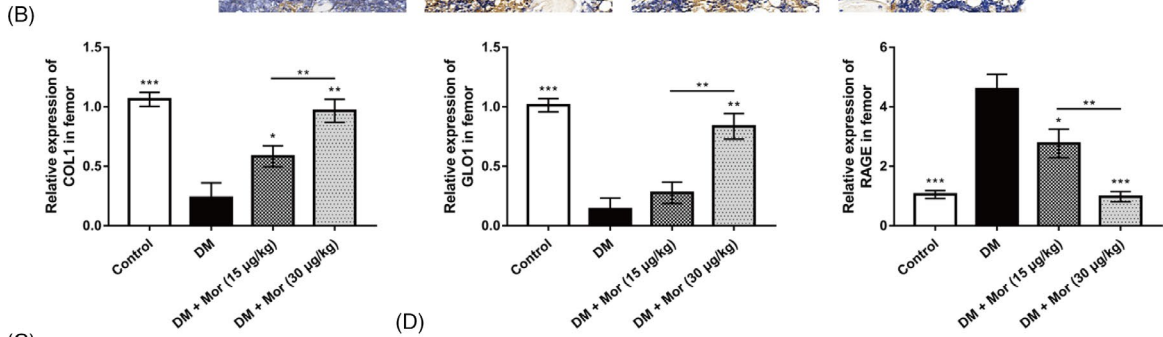 (B)
Relative expression of
COL1 in femor
1.5
1.0
0.5
0.0
***
*
**
**
Control
DM
DM + Mor (15 µg/kg)
DM + Mor (30 µg/kg)
Relative expression of
GLO1 in femor
1.5
1.0
0.5
0.0
***
**
**
Control
DM
DM + Mor (15 µg/kg)
DM + Mor (30 µg/kg)
Relative expression of
RAGE in femor
6
4
2
0
***
*
**
***
Control
DM
DM + Mor (15 µg/kg)
DM + Mor (30 µg/kg)
(D)